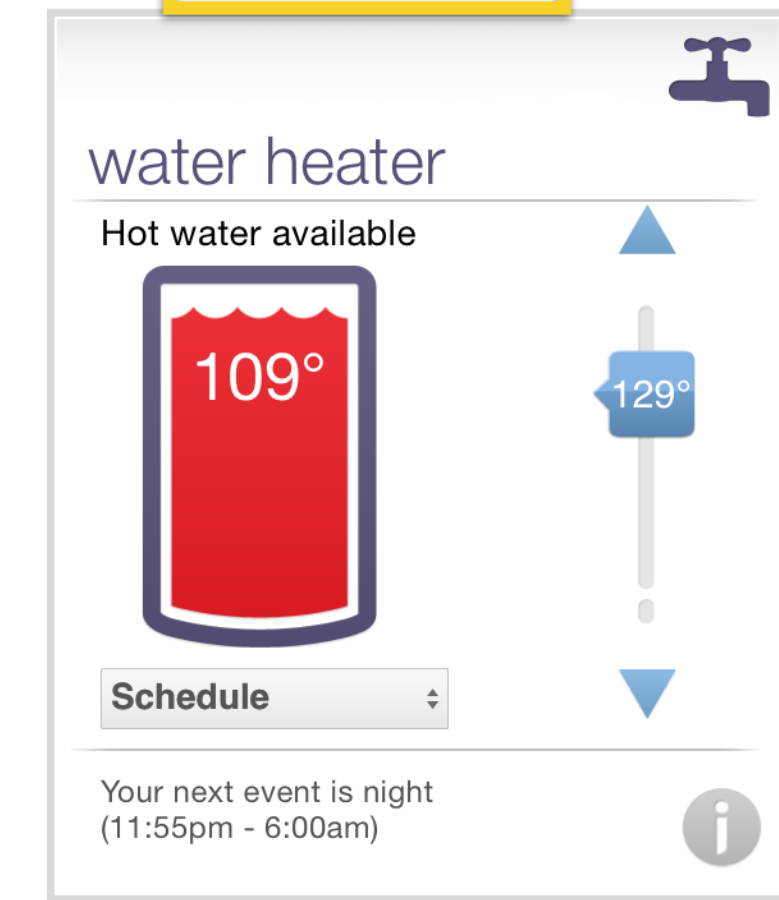 water heater
Hot water available
109°
129°
Schedule
Your next event is night
(11:55pm - 6:00am)
i